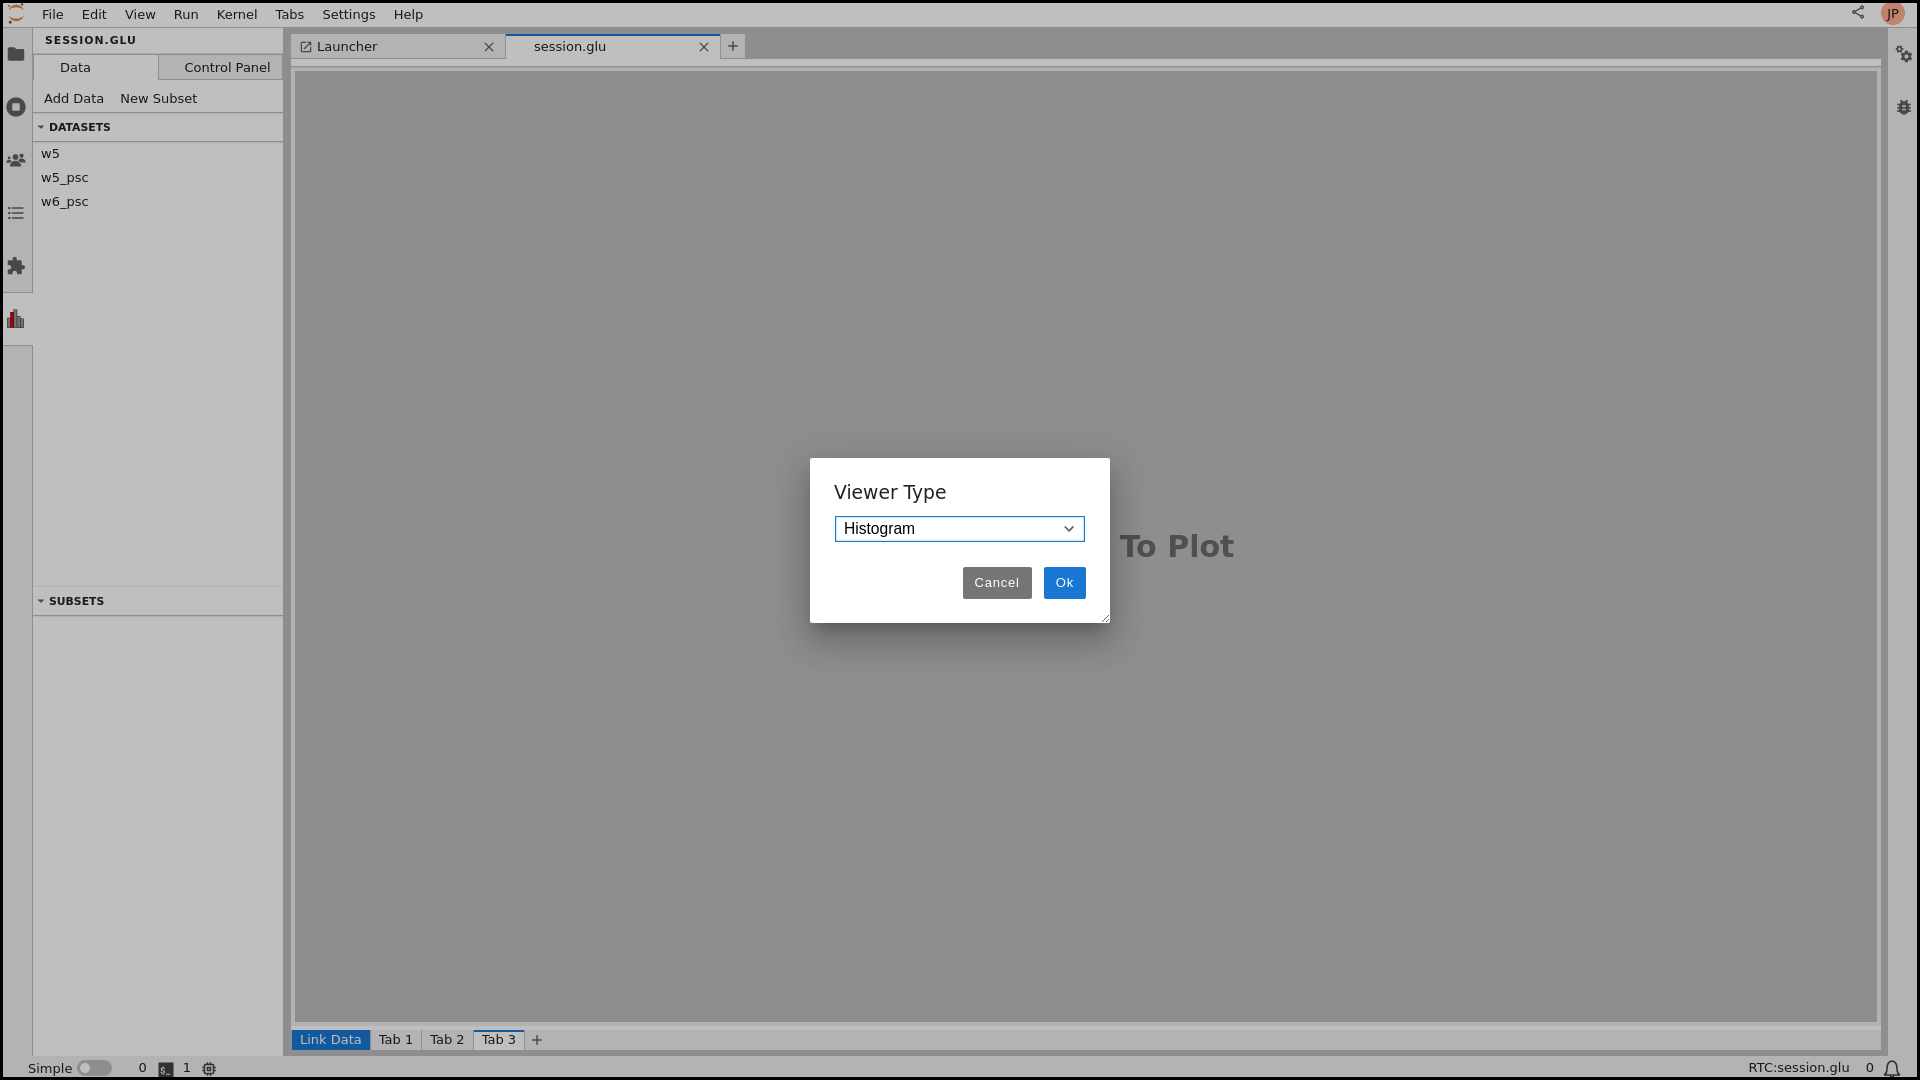 File Edit View Run Kernel Tabs Settings Help
JP
SESSION.GLU
Launcher
session.glu
Data
Control Panel
Add Data
New Subset
DATASETS
w5
w5_psc
w6_psc
Viewer Type
Histogram
To Plot
Cancel
Ok
SUBSETS
Link Data
Tab 1
Tab 2
Tab 3
Simple
0
$_
1
RTC:session.glu
0